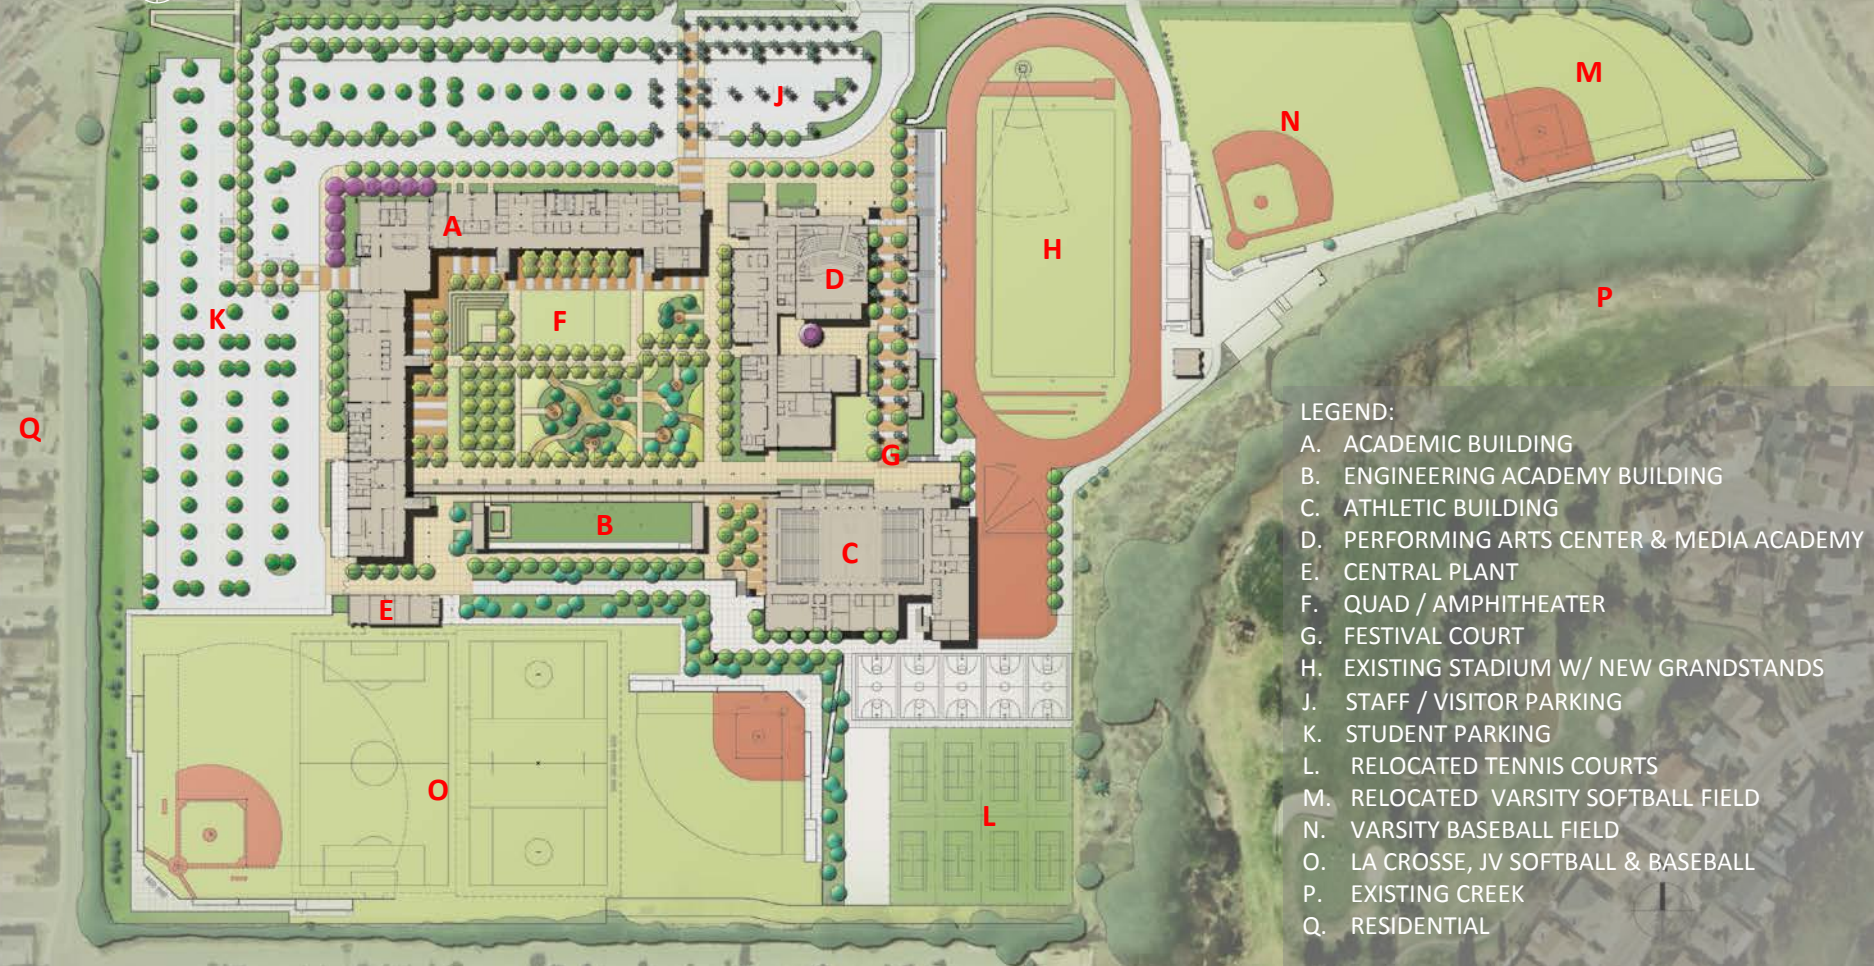 J
M
N
A
H
D
P
K
F
Q
G
B
C
E
O
L
LEGEND:
A. ACADEMIC BUILDING
B. ENGINEERING ACADEMY BUILDING
C. ATHLETIC BUILDING
D. PERFORMING ARTS CENTER & MEDIA ACADEMY
E. CENTRAL PLANT
F. QUAD / AMPHITHEATER
G. FESTIVAL COURT
H. EXISTING STADIUM W/ NEW GRANDSTANDS
J. STAFF / VISITOR PARKING
K. STUDENT PARKING
L. RELOCATED TENNIS COURTS
M. RELOCATED VARSITY SOFTBALL FIELD
N. VARSITY BASEBALL FIELD
O. LA CROSSE, JV SOFTBALL & BASEBALL
P. EXISTING CREEK
Q. RESIDENTIAL